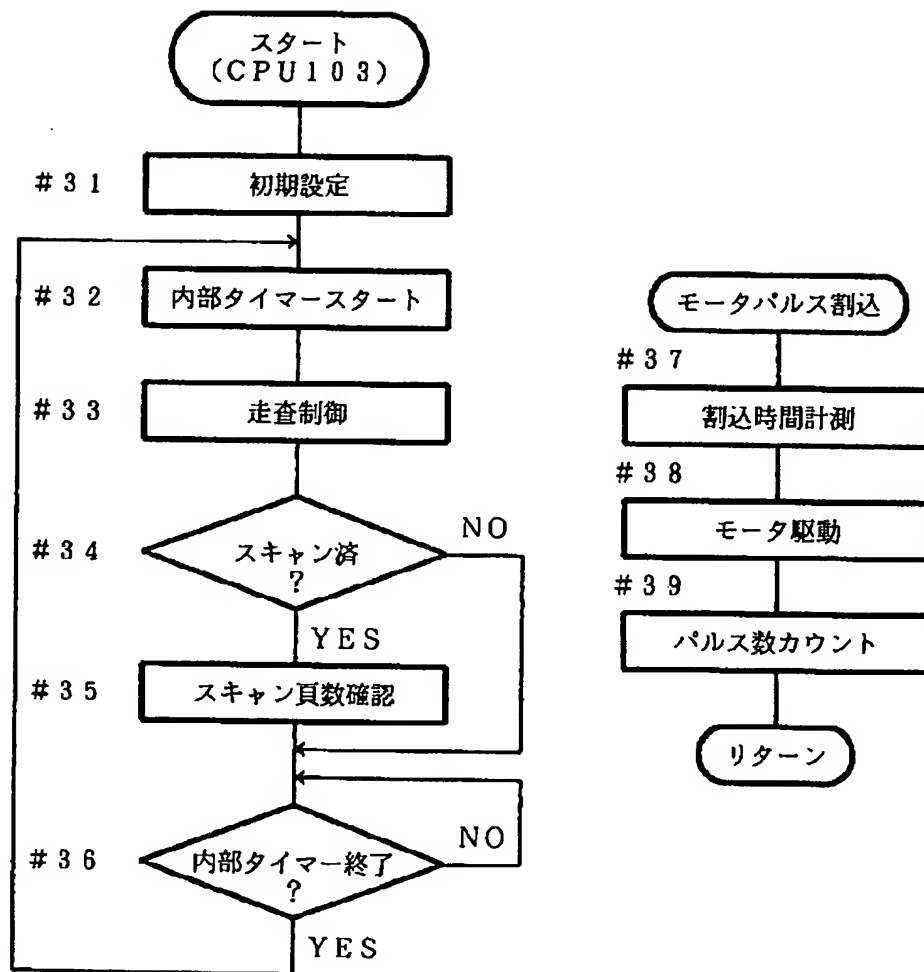 スタート
(CPU103)
#31
初期設定
#32
内部タイマースタート
#33
走査制御
#34
スキャン済
?
NO
YES
#35
スキャン頁数確認
#36
内部タイマー終了
?
NO
YES
モータパルス割込
#37
割込時間計測
#38
モータ駆動
#39
パルス数カウント
リターン